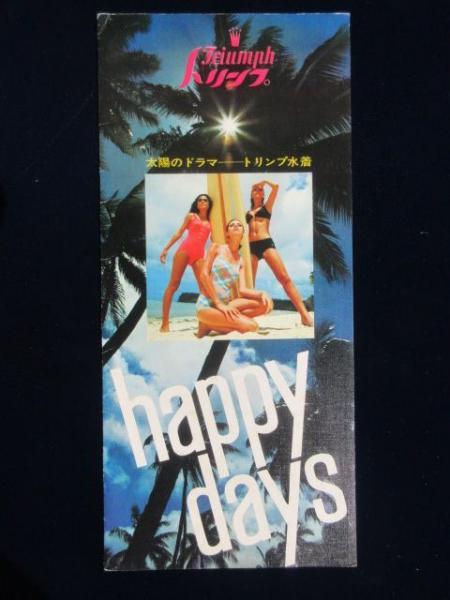 Triumph
トリンプ
太陽のドラマ――トリンプ水着
happy
days